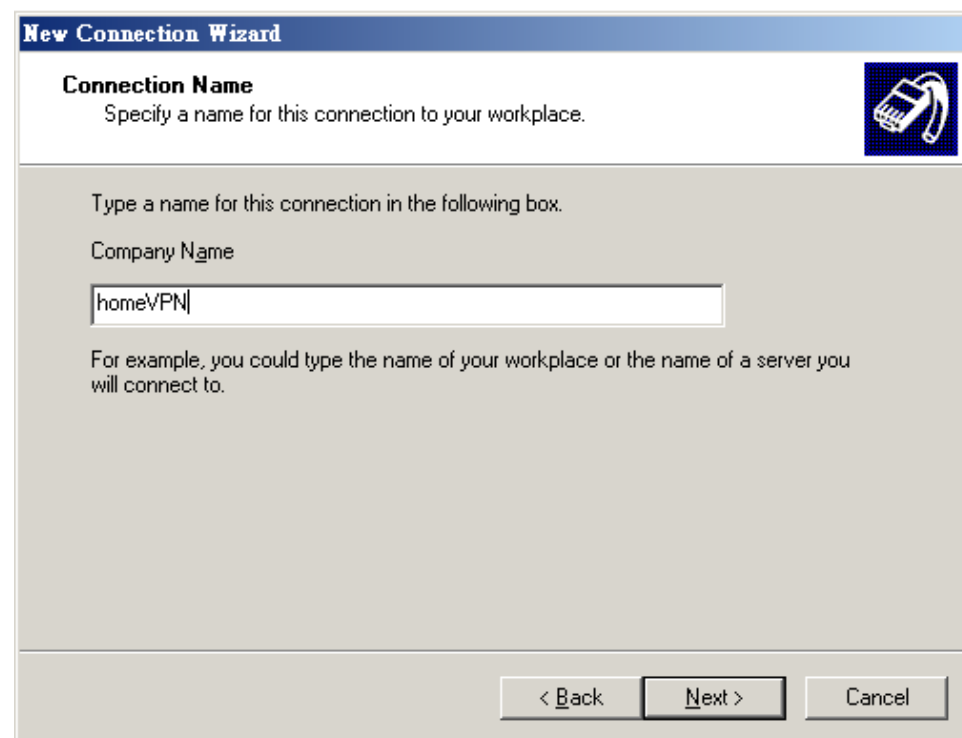 New Connection Wizard
Connection Name
Specify a name for this connection to your workplace.
Type a name for this connection in the following box.
Company Name
homeVPN
For example, you could type the name of your workplace or the name of a server you
will connect to.
< Back
Next >
Cancel